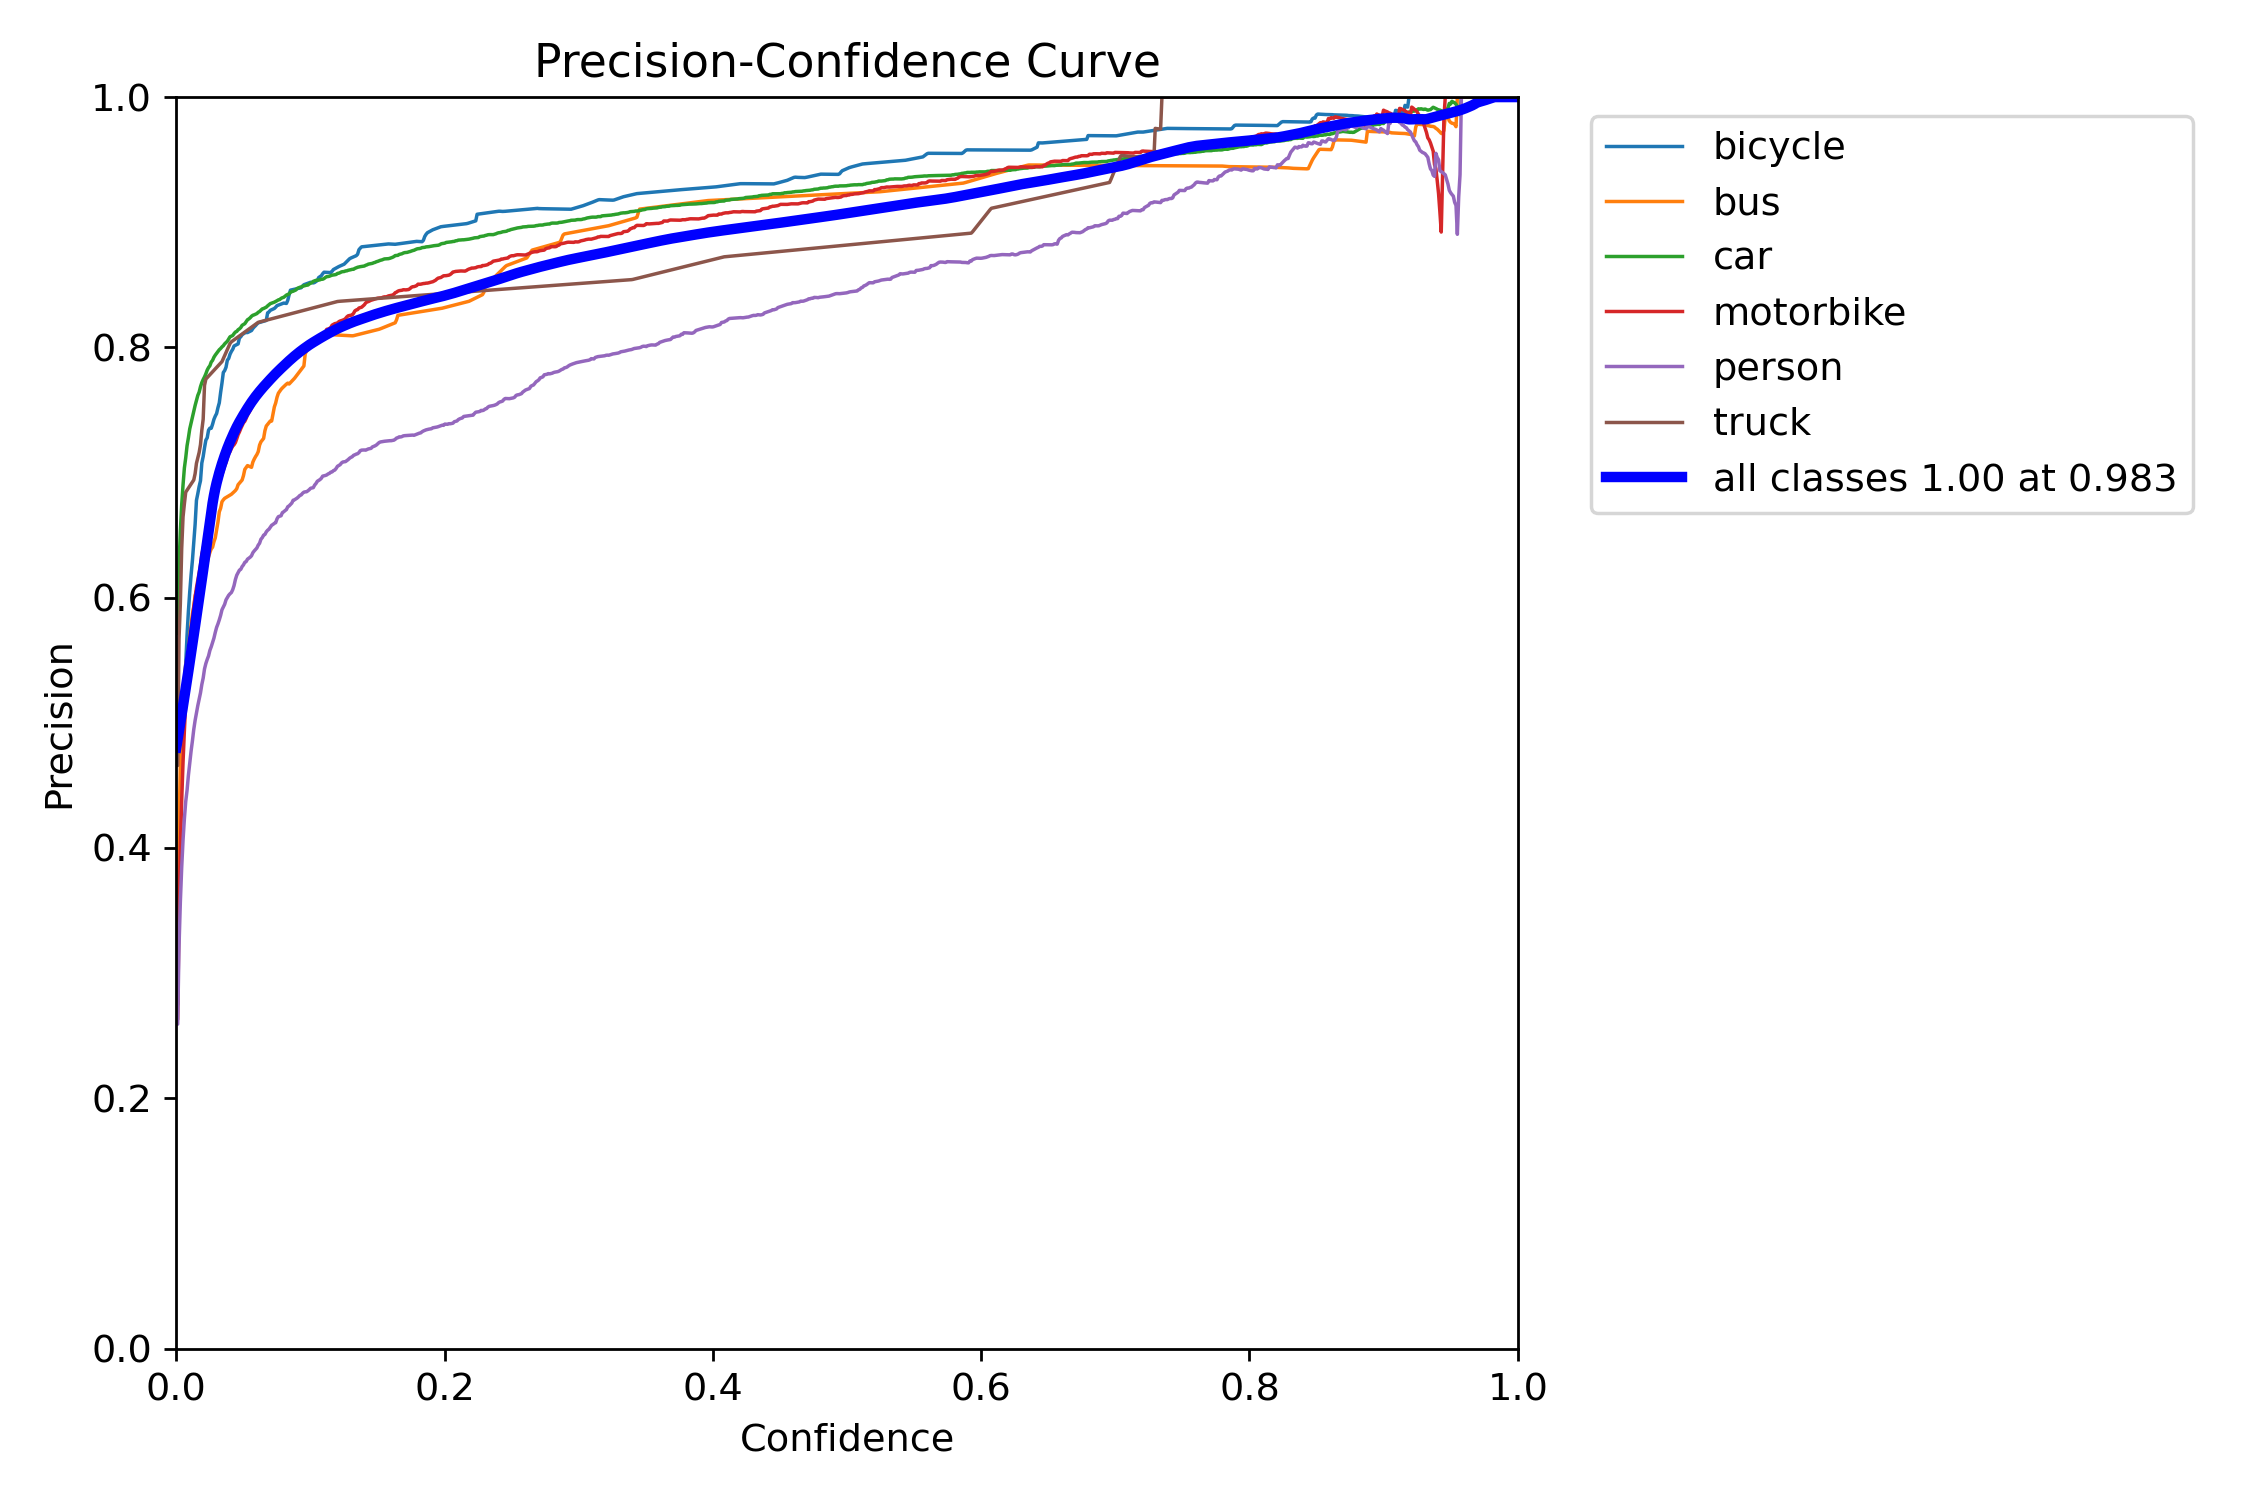 Precision-Confidence Curve
1.0
0.8
0.6
0.4
0.2
0.0
Precision
0.0 0.2 0.4 0.6 0.8 1.0
Confidence
bicycle
bus
car
motorbike
person
truck
all classes 1.00 at 0.983